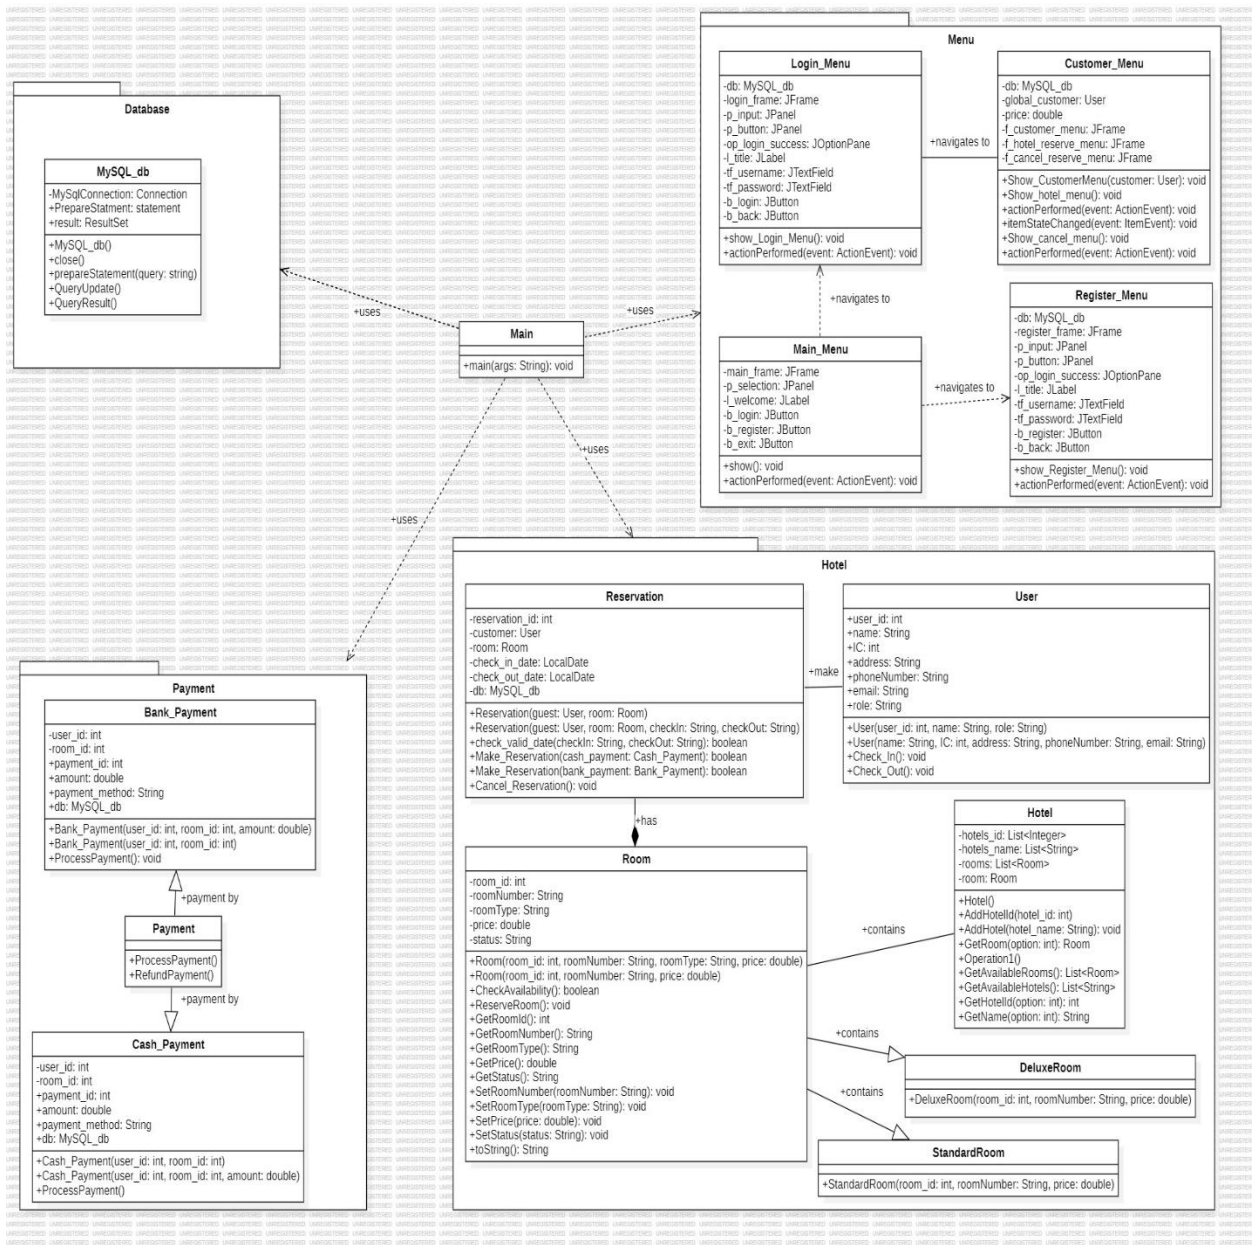 Database
MySQL_db
-MySqlConnection: Connection
+PrepareStatment: statement
+result: ResultSet
+MySQL_db()
+close()
+prepareStatement(query: string)
+QueryUpdate()
+QueryResult()
Menu
Login_Menu
-db: MySQL_db
-login_frame: JFrame
-p_input: JPanel
-p_button: JPanel
-op_login_success: JOptionPane
-l_title: JLabel
-tf_username: JTextField
-tf_password: JTextField
-b_login: JButton
-b_back: JButton
+show_Login_Menu(): void
+actionPerformed(event: ActionEvent): void
+navigates to
Customer_Menu
-db: MySQL_db
-global_customer: User
-price: double
-f_customer_menu: JFrame
-f_hotel_reserve_menu: JFrame
-f_cancel_reserve_menu: JFrame
+Show_CustomerMenu(customer: User): void
+Show_hotel_menu(): void
+actionPerformed(event: ActionEvent): void
+itemStateChanged(event: ItemEvent): void
+Show_cancel_menu(): void
+actionPerformed(event: ActionEvent): void
+navigates to
Main_Menu
-main_frame: JFrame
-p_selection: JPanel
-l_welcome: JLabel
-b_login: JButton
-b_register: JButton
-b_exit: JButton
+show(): void
+actionPerformed(event: ActionEvent): void
+navigates to
Register_Menu
-db: MySQL_db
-register_frame: JFrame
-p_input: JPanel
-p_button: JPanel
-op_login_success: JOptionPane
-l_title: JLabel
-tf_username: JTextField
-tf_password: JTextField
-b_register: JButton
-b_back: JButton
+show_Register_Menu(): void
+actionPerformed(event: ActionEvent): void
+uses
Main
+main(args: String): void
+uses
+uses
+uses
Hotel
Reservation
-reservation_id: int
-customer: User
-room: Room
-check_in_date: LocalDate
-check_out_date: LocalDate
-db: MySQL_db
+Reservation(guest: User, room: Room)
+Reservation(guest: User, room: Room, checkIn: String, checkOut: String)
+check_valid_date(checkIn: String, checkOut: String): boolean
+Make_Reservation(cash_payment: Cash_Payment): boolean
+Make_Reservation(bank_payment: Bank_Payment): boolean
+Cancel_Reservation(): void
+make
User
+user_id: int
+name: String
+IC: int
+address: String
+phoneNumber: String
+email: String
+role: String
+User(user_id: int, name: String, role: String)
+User(name: String, IC: int, address: String, phoneNumber: String, email: String)
+Check_In(): void
+Check_Out(): void
+has
Room
-room_id: int
-roomNumber: String
-roomType: String
-price: double
-status: String
+Room(room_id: int, roomNumber: String, roomType: String, price: double)
+Room(room_id: int, roomNumber: String, price: double)
+CheckAvailability(): boolean
+ReserveRoom(): void
+GetRoomId(): int
+GetRoomNumber(): String
+GetRoomType(): String
+GetPrice(): double
+GetStatus(): String
+SetRoomNumber(roomNumber: String): void
+SetRoomType(roomType: String): void
+SetPrice(price: double): void
+SetStatus(status: String): void
+toString(): String
+contains
Hotel
-hotels_id: List<Integer>
-hotels_name: List<String>
-rooms: List<Room>
-room: Room
+Hotel()
+AddHotelId(hotel_id: int)
+AddHotel(hotel_name: String): void
+GetRoom(option: int): Room
+Operation1()
+GetAvailableRooms(): List<Room>
+GetAvailableHotels(): List<String>
+GetHotelId(option: int): int
+GetName(option: int): String
+contains
DeluxeRoom
+DeluxeRoom(room_id: int, roomNumber: String, price: double)
+contains
StandardRoom
+StandardRoom(room_id: int, roomNumber: String, price: double)
Payment
Bank_Payment
-user_id: int
-room_id: int
+payment_id: int
+amount: double
+payment_method: String
+db: MySQL_db
+Bank_Payment(user_id: int, room_id: int, amount: double)
+Bank_Payment(user_id: int, room_id: int)
+ProcessPayment(): void
+payment by
Payment
+ProcessPayment()
+RefundPayment()
+payment by
Cash_Payment
-user_id: int
-room_id: int
+payment_id: int
+amount: double
+payment_method: String
+db: MySQL_db
+Cash_Payment(user_id: int, room_id: int)
+Cash_Payment(user_id: int, room_id: int, amount: double)
+ProcessPayment()